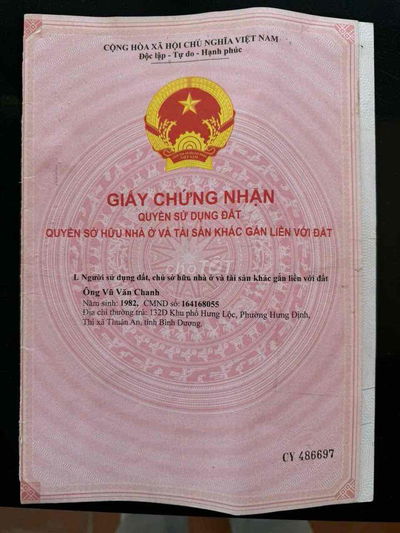 CỘNG HÒA XÃ HỘI CHỦ NGHĨA VIỆT NAM
Độc lập - Tự do - Hạnh phúc
GIẤY CHỨNG NHẬN
QUYỀN SỬ DỤNG ĐẤT
QUYỀN SỞ HỮU NHÀ Ở VÀ TÀI SẢN KHÁC GẮN LIỀN VỚI ĐẤT
I. Người sử dụng đất, chủ sở hữu nhà ở và tài sản khác gắn liền với đất
Ông Vũ Văn Chanh
Năm sinh: 1982, CMND số: 164168055
Địa chỉ thường trú: 132D Khu phố Hưng Lộc, Phường Hưng Định,
Thị xã Thuận An, tỉnh Bình Dương.
CY 486697